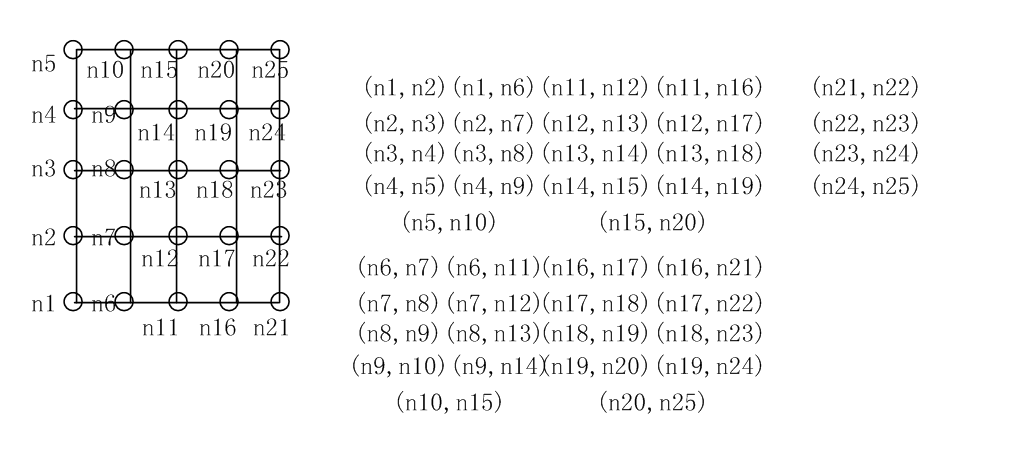 n5 n10 n15 n20 n25
n4 n9 n14 n19 n24
n3 n8 n13 n18 n23
n2 n7 n12 n17 n22
n1 n6 n11 n16 n21
(n1, n2) (n1, n6) (n11, n12) (n11, n16) (n21, n22)
(n2, n3) (n2, n7) (n12, n13) (n12, n17) (n22, n23)
(n3, n4) (n3, n8) (n13, n14) (n13, n18) (n23, n24)
(n4, n5) (n4, n9) (n14, n15) (n14, n19) (n24, n25)
(n5, n10) (n15, n20)
(n6, n7) (n6, n11) (n16, n17) (n16, n21)
(n7, n8) (n7, n12) (n17, n18) (n17, n22)
(n8, n9) (n8, n13) (n18, n19) (n18, n23)
(n9, n10) (n9, n14) (n19, n20) (n19, n24)
(n10, n15) (n20, n25)